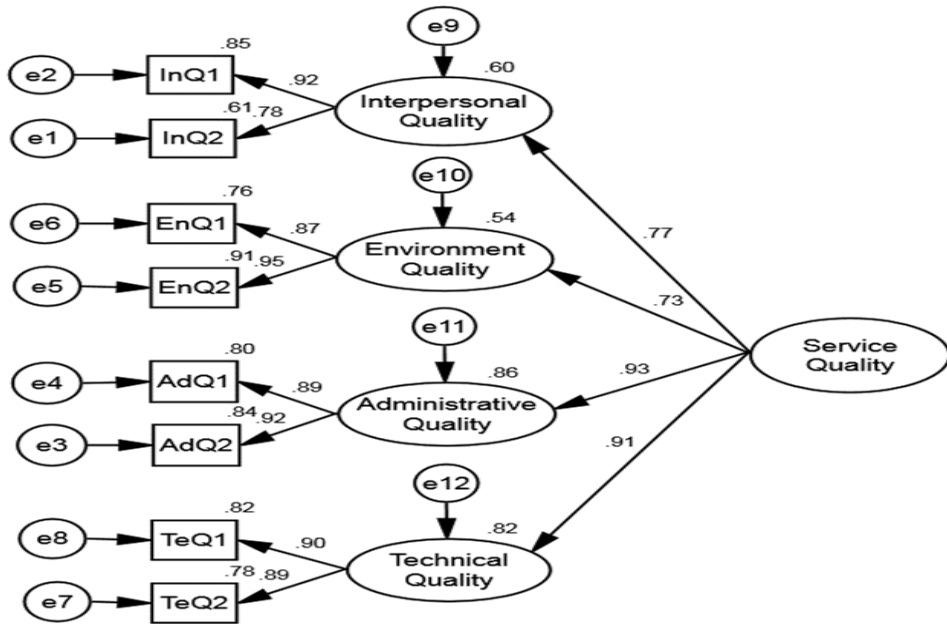 e9
.85
.60
e2
InQ1
.92
Interpersonal
Quality
.61
.78
e1
InQ2
e10
.76
.54
e6
EnQ1
.87
Environment
Quality
.77
.91
.95
e5
EnQ2
.73
e11
.80
.86
Service
Quality
e4
AdQ1
.89
Administrative
Quality
.93
.84
.92
e3
AdQ2
.91
e12
.82
.82
e8
TeQ1
.90
Technical
Quality
.78
.89
e7
TeQ2